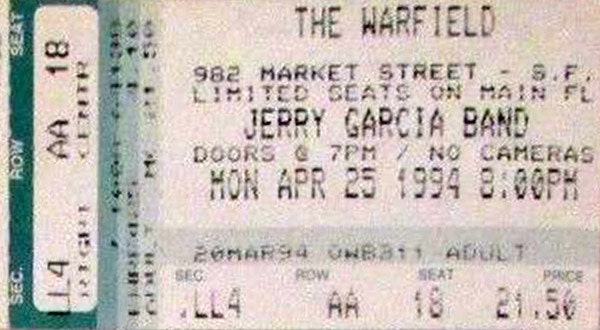 THE WARFIELD
982 MARKET STREET - S.F.
LIMITED SEATS ON MAIN FL
JERRY GARCIA BAND
DOORS @ 7PM / NO CAMERAS
MON APR 25 1994 8:00PM
20MAR94 OWB311 ADULT
SEC ROW SEAT PRICE
.LL4 AA 18 21.50
SEC. ROW SEAT
LL4 AA 18
RIGHT CENTR